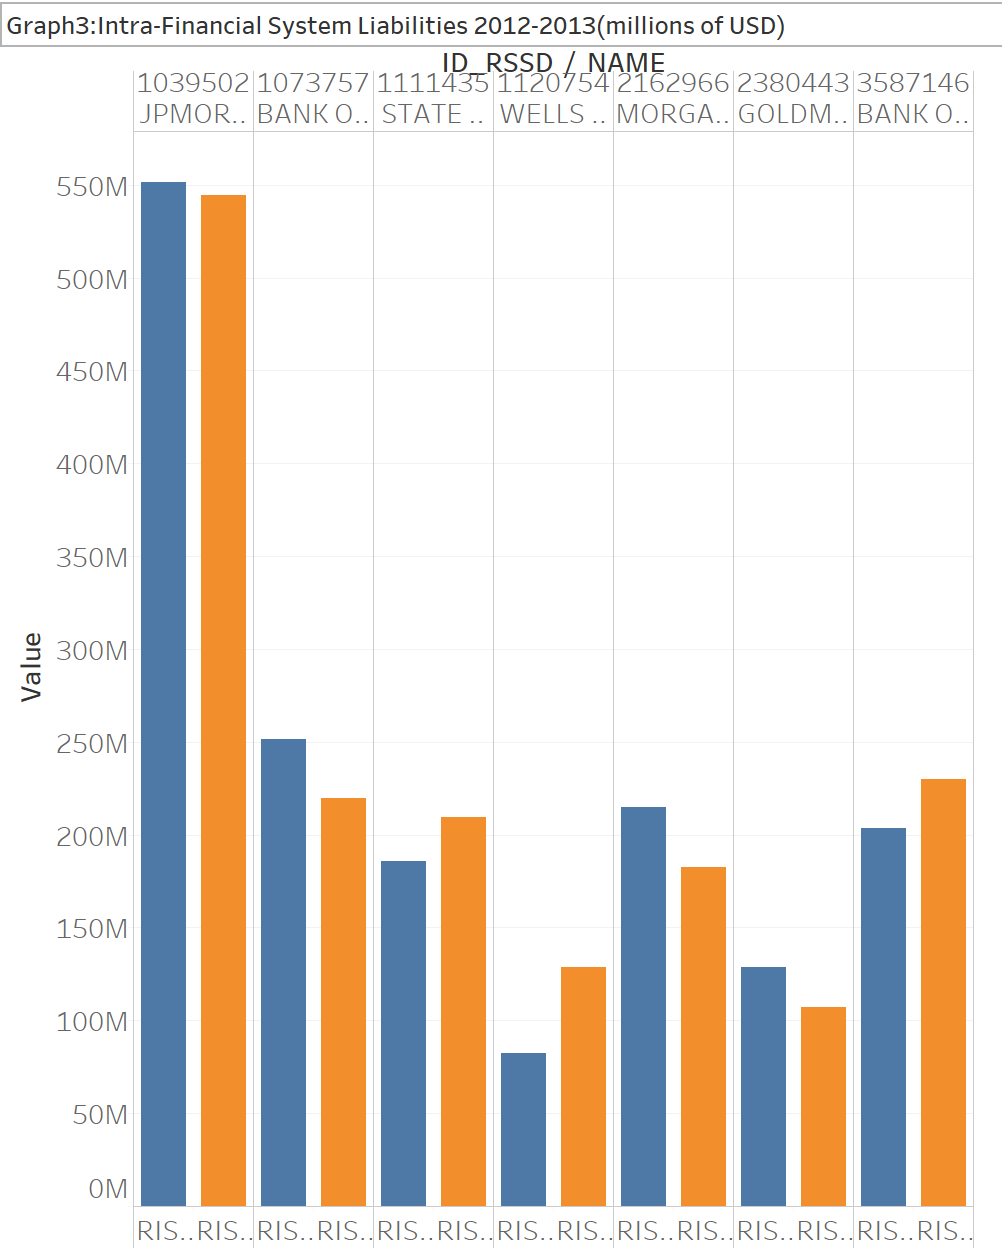 Graph3:Intra-Financial System Liabilities 2012-2013(millions of USD)
ID_RSSD / NAME
1039502 1073757 1111435 1120754 2162966 2380443 3587146
JPMOR.. BANK O.. STATE .. WELLS .. MORGA.. GOLDM.. BANK O..
550M
500M
450M
400M
350M
300M
250M
200M
150M
100M
50M
0M
Value
RIS.. RIS.. RIS.. RIS.. RIS.. RIS.. RIS.. RIS.. RIS.. RIS.. RIS.. RIS.. RIS.. RIS..